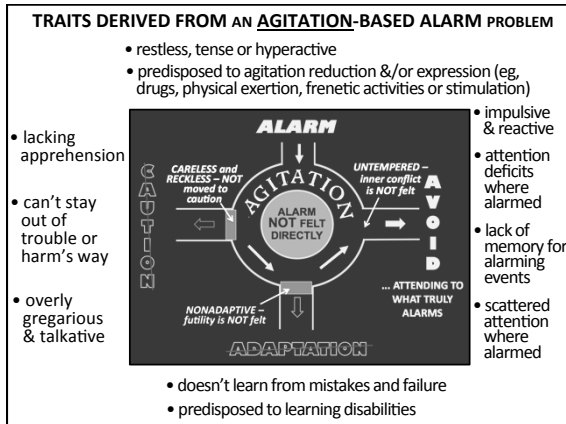 TRAITS DERIVED FROM AN AGITATION-BASED ALARM PROBLEM
• restless, tense or hyperactive
• predisposed to agitation reduction &/or expression (eg,
drugs, physical exertion, frenetic activities or stimulation)
• lacking
apprehension
• can’t stay
out of
trouble or
harm’s way
• overly
gregarious
& talkative
ALARM
CARELESS and
RECKLESS – NOT
moved to
caution
UNTEMPERED –
inner conflict
is NOT felt
CAUTION
AGITATION
ALARM
NOT FELT
DIRECTLY
AVOID
... ATTENDING TO
WHAT TRULY
ALARMS
NONADAPTIVE –
futility is NOT felt
ADAPTATION
• impulsive
& reactive
• attention
deficits
where
alarmed
• lack of
memory for
alarming
events
• scattered
attention
where
alarmed
• doesn’t learn from mistakes and failure
• predisposed to learning disabilities